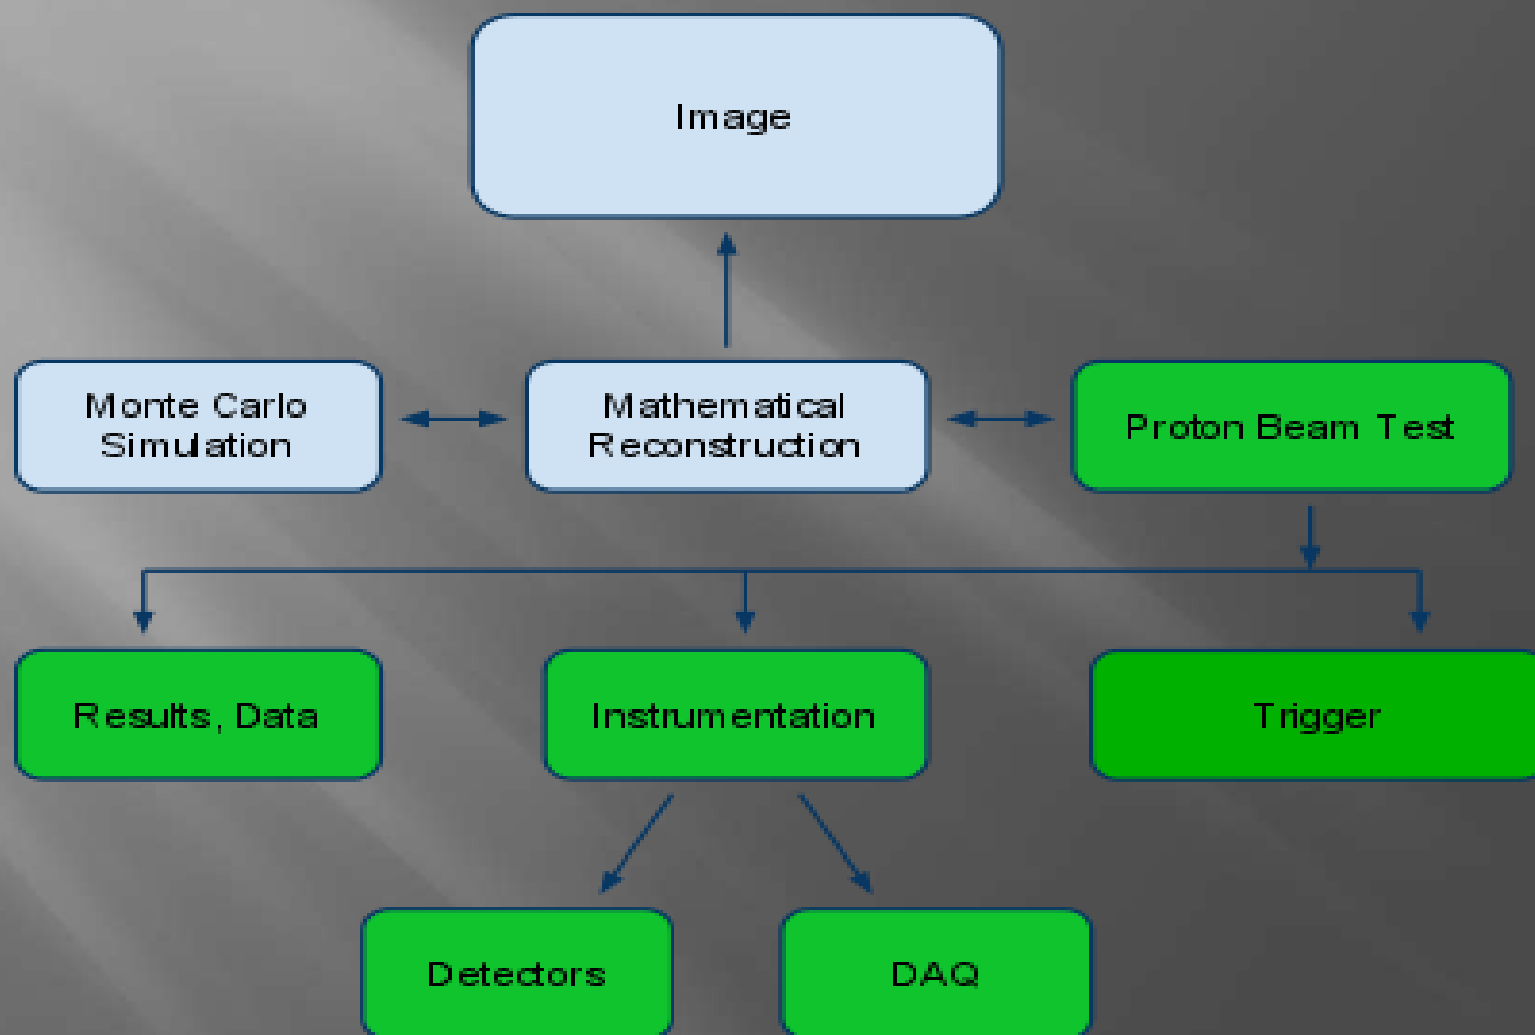 Image
Monte Carlo
Simulation
Mathematical
Reconstruction
Proton Beam Test
Results, Data
Instrumentation
Trigger
Detectors
DAQ